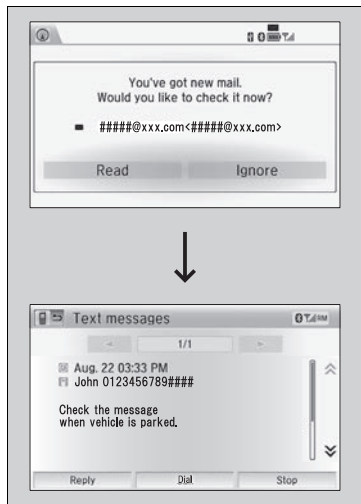 You've got new mail.
Would you like to check it now?
#####@xxx.com<#####@xxx.com>
Read
Ignore
Text messages
1/1
Aug. 22 03:33 PM
John 0123456789####
Check the message
when vehicle is parked.
Reply
Dial
Stop